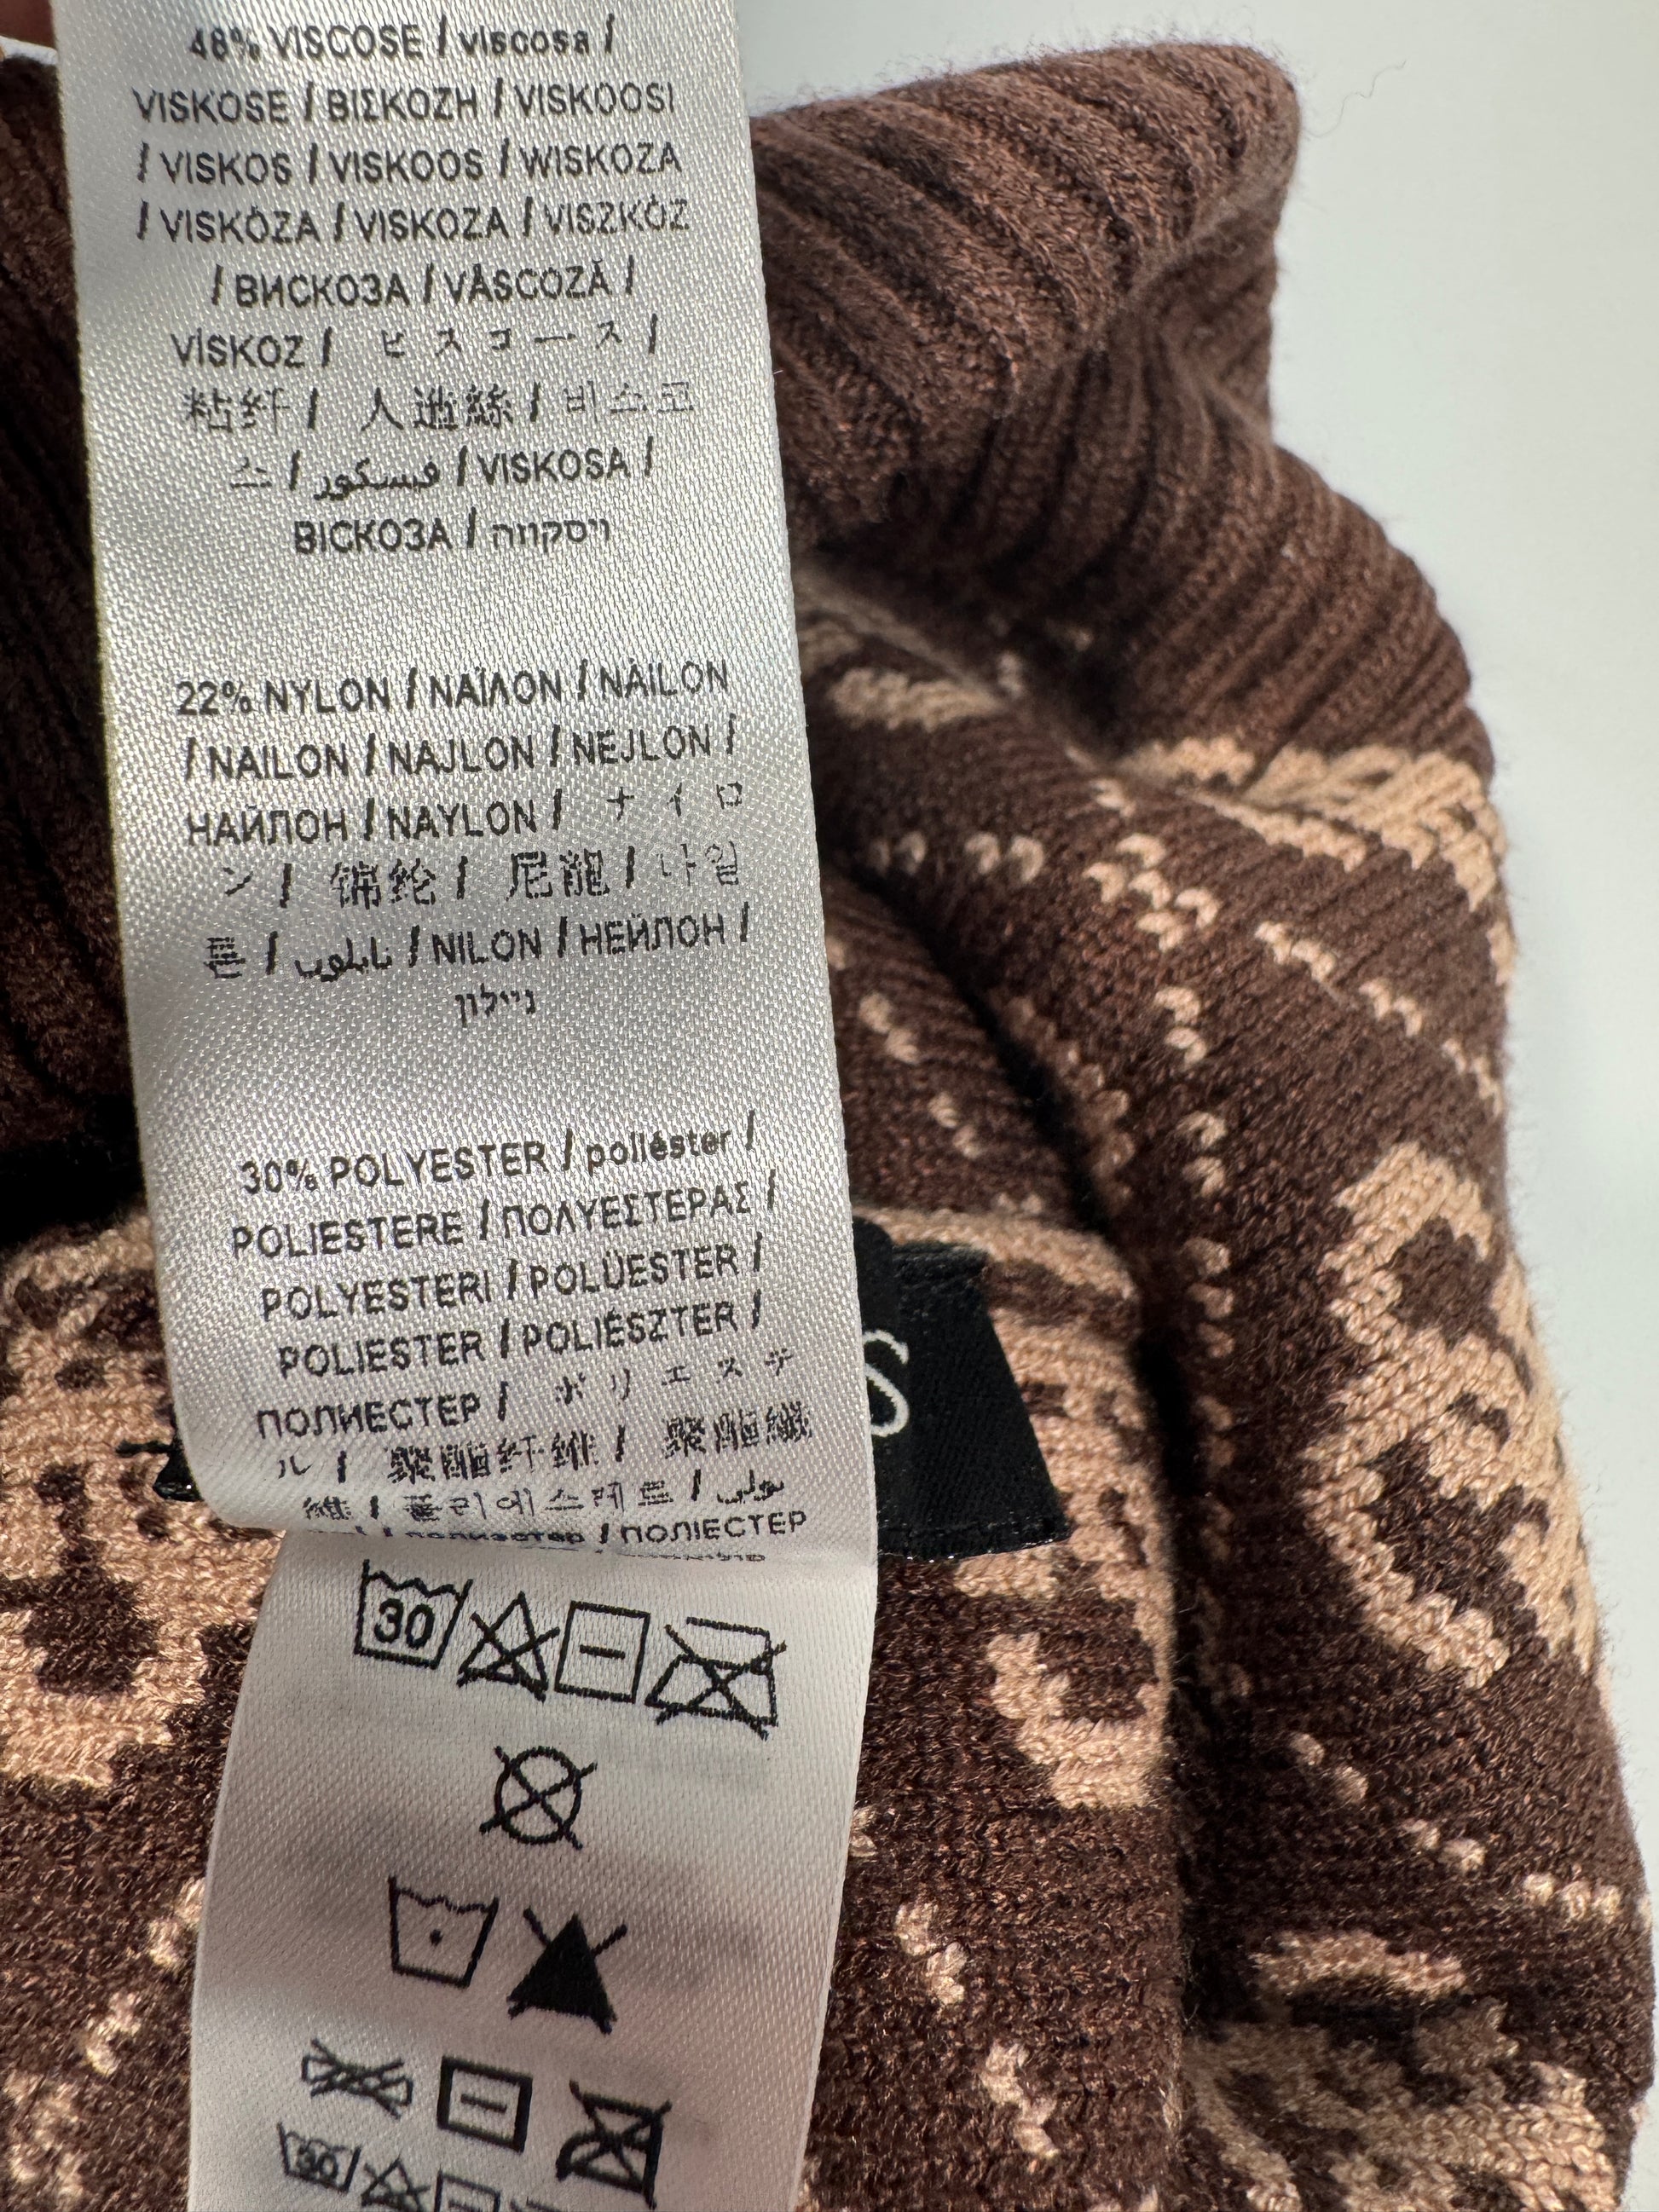 48% VISCOSE / viscosa /
VISKOSE / ΒΙΣΚΟΖΗ / VISKOOSI
/ VISKOS / VISKOOS / WISKOZA
/ VISKÓZA / VISKOZA / VISZKÓZ
/ ВИСКОЗА / VÂSCOZĂ /
VİSKOZ / ビスコース /
粘纤 / 人造絲 / 비스코
스 / فيسكوز / VISKOSA /
ВІСКОЗА / ויסקוזה
22% NYLON / ΝΑΪΛΟΝ / NAILON
/ NAILON / NAJLON / NEJLON /
НАЙЛОН / NAYLON / ナイロ
ン / 锦纶 / 尼龍 / 나일
론 / نايلون / NILON / НЕЙЛОН /
ניילון
30% POLYESTER / poliéster /
POLIESTERE / ΠΟΛΥΕΣΤΕΡΑΣ /
POLYESTERI / POLÜESTER /
POLIESTER / POLIÉSZTER /
ПОЛИЕСТЕР / ポリエステ
ル / 聚酯纤維 / 聚酯纖
維 / 폴리에스테르 / بولي
/ полиэстер / ПОЛІЕСТЕР
30
S
30